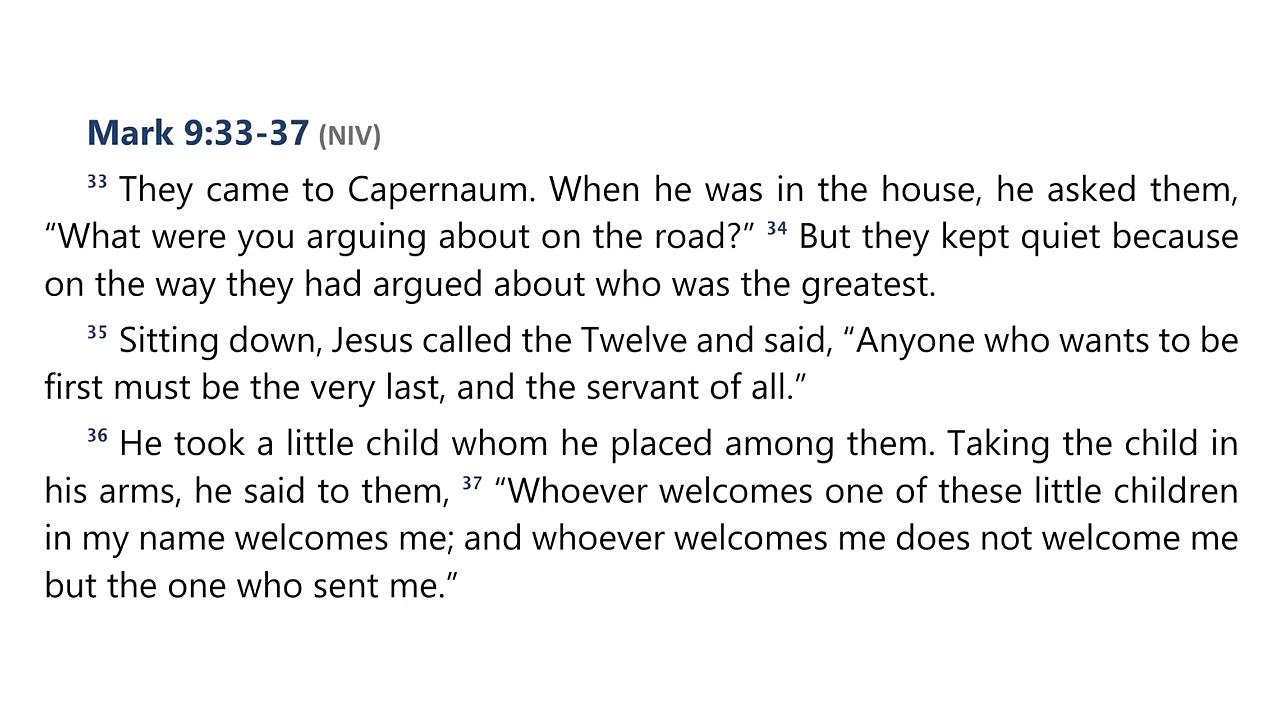 Mark 9:33-37 (NIV)
33 They came to Capernaum. When he was in the house, he asked them,
“What were you arguing about on the road?” 34 But they kept quiet because
on the way they had argued about who was the greatest.
35 Sitting down, Jesus called the Twelve and said, “Anyone who wants to be
first must be the very last, and the servant of all.”
36 He took a little child whom he placed among them. Taking the child in
his arms, he said to them, 37 “Whoever welcomes one of these little children
in my name welcomes me; and whoever welcomes me does not welcome me
but the one who sent me.”